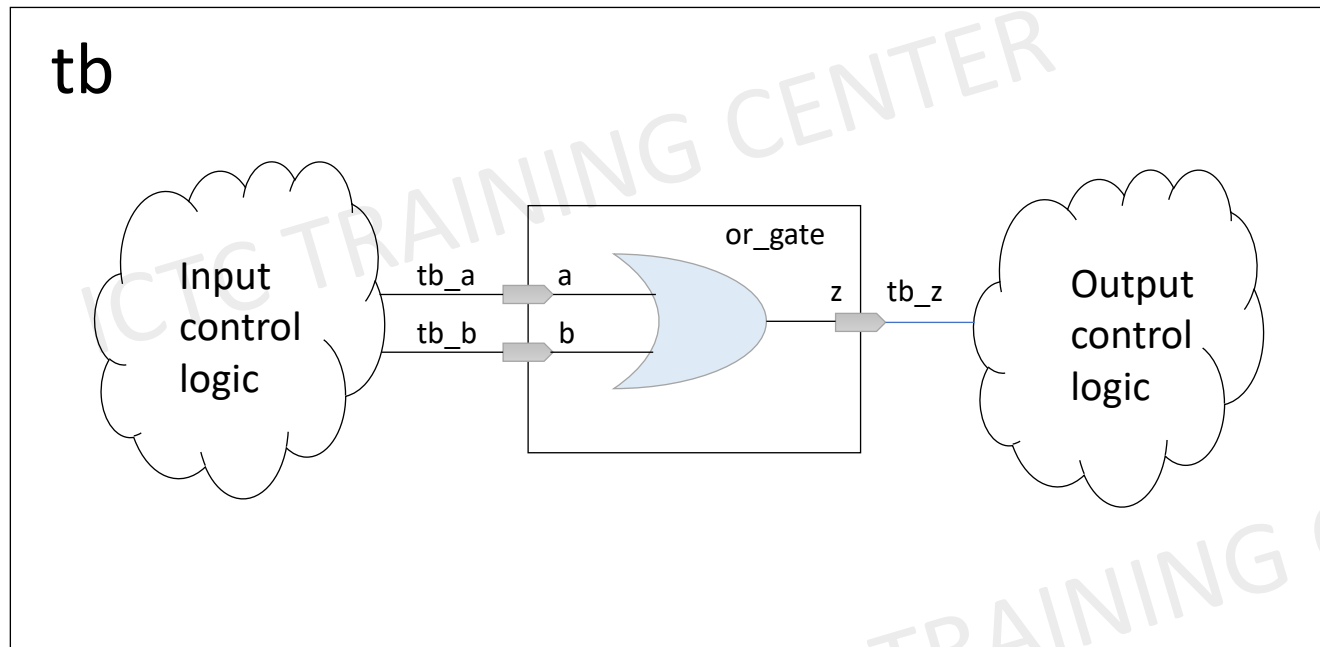 tb
ICTC TRAINING CENTER
or_gate
Input
control
logic
tb_a
a
tb_b
b
z
tb_z
Output
control
logic
TRAINING